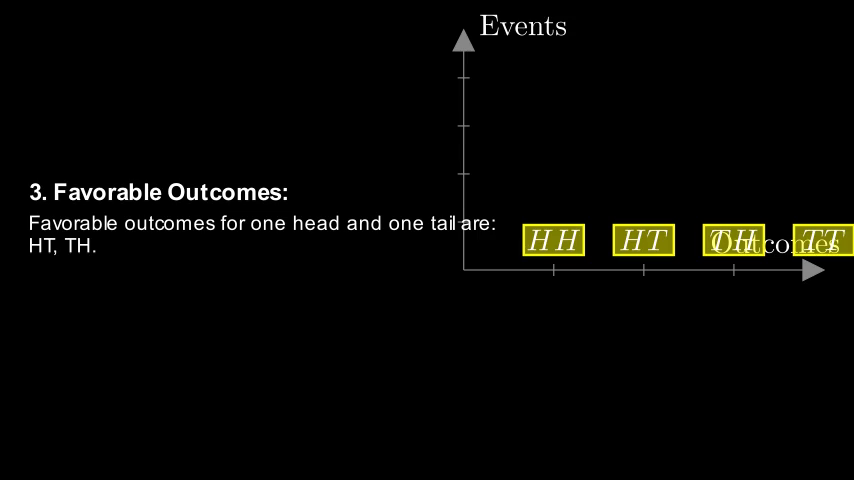 Events
3. Favorable Outcomes:
Favorable outcomes for one head and one tail are:
HT, TH.
HH HT TH TT
Outcomes